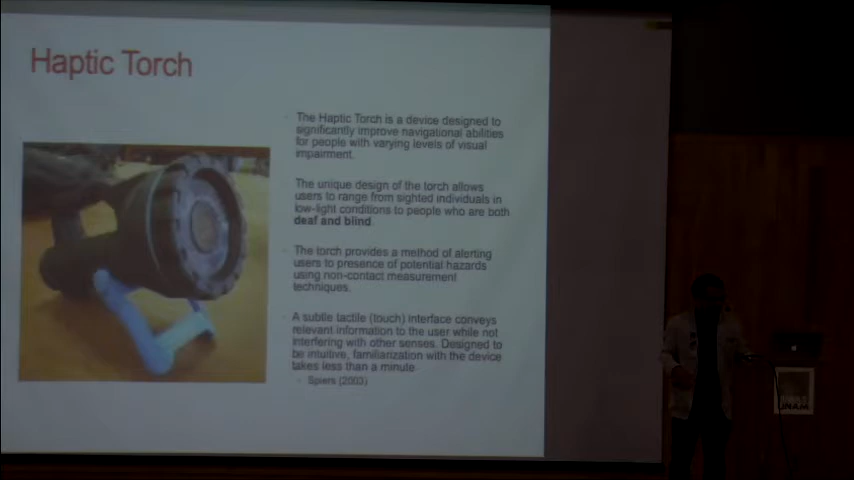 Haptic Torch
The Haptic Torch is a device designed to
significantly improve navigational abilities
for people with varying levels of visual
impairment.
The unique design of the torch allows
users to range from sighted individuals in
low-light conditions to people who are both
deaf and blind.
The torch provides a method of alerting
users to presence of potential hazards
using non-contact measurement
techniques.
A subtle tactile (touch) interface conveys
relevant information to the user while not
interfering with other senses. Designed to
be intuitive, familiarization with the device
takes less than a minute.
Spiers (2003)
UNAM